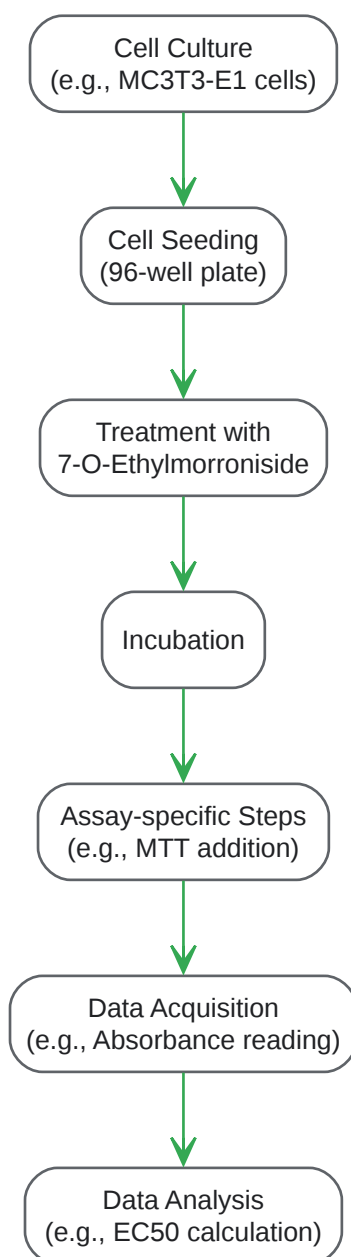 Cell Culture
(e.g., MC3T3-E1 cells)
Cell Seeding
(96-well plate)
Treatment with
7-O-Ethylmorroniside
Incubation
Assay-specific Steps
(e.g., MTT addition)
Data Acquisition
(e.g., Absorbance reading)
Data Analysis
(e.g., EC50 calculation)